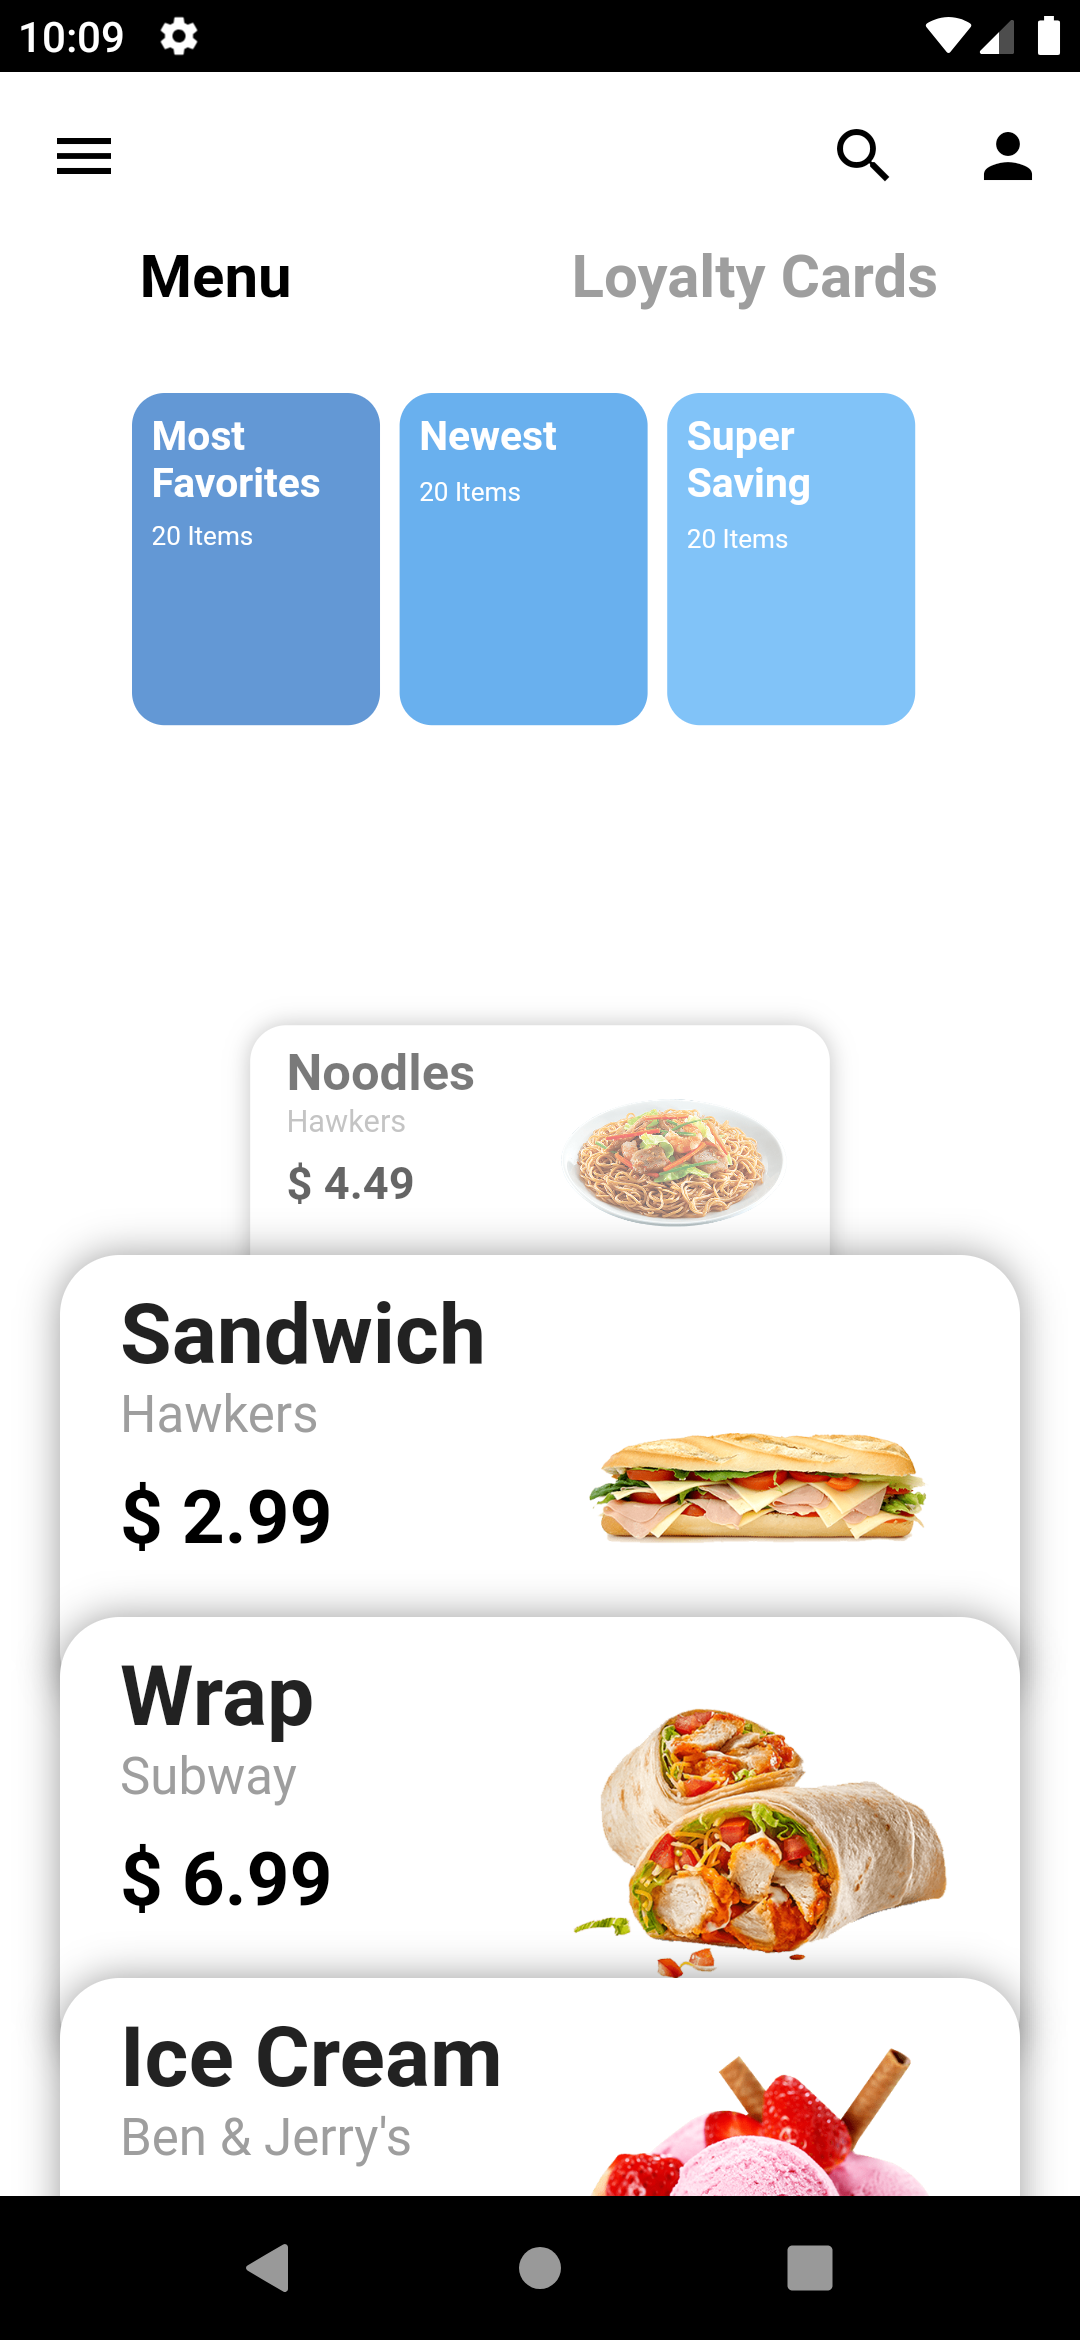 10:09
Menu
Loyalty Cards
Most
Favorites
20 Items
Newest
20 Items
Super
Saving
20 Items
Noodles
Hawkers
$ 4.49
Sandwich
Hawkers
$ 2.99
Wrap
Subway
$ 6.99
Ice Cream
Ben & Jerry's